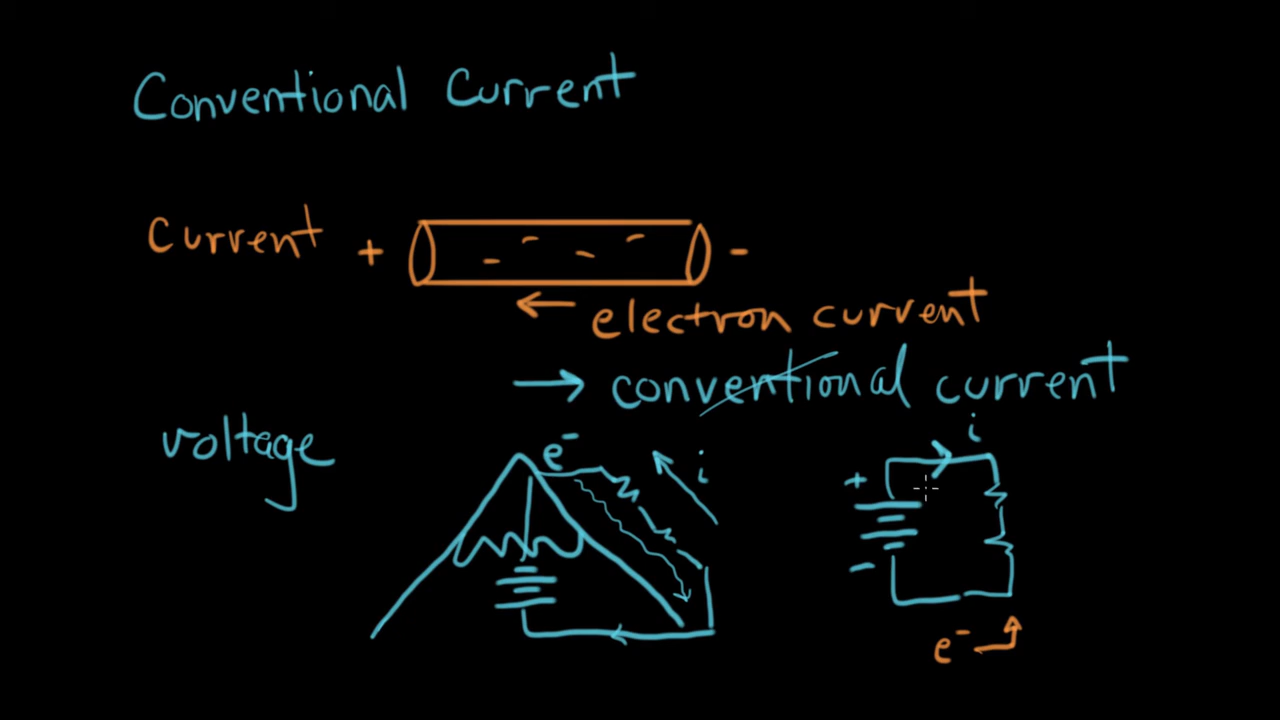 Conventional Current
Current + -
← electron current
→ conventional current
voltage
e⁻
i
i
+
-
e⁻